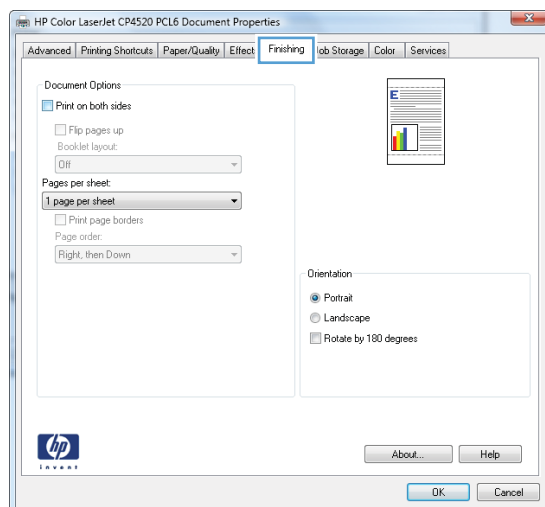 HP Color LaserJet CP4520 PCL6 Document Properties
Advanced Printing Shortcuts Paper/Quality Effect Finishing ob Storage Color Services
Document Options
Print on both sides
Flip pages up
Booklet layout:
Off
Pages per sheet:
1 page per sheet
Print page borders
Page order:
Right, then Down
E
Orientation
Portrait
Landscape
Rotate by 180 degrees
hp
invent
About... Help
OK Cancel